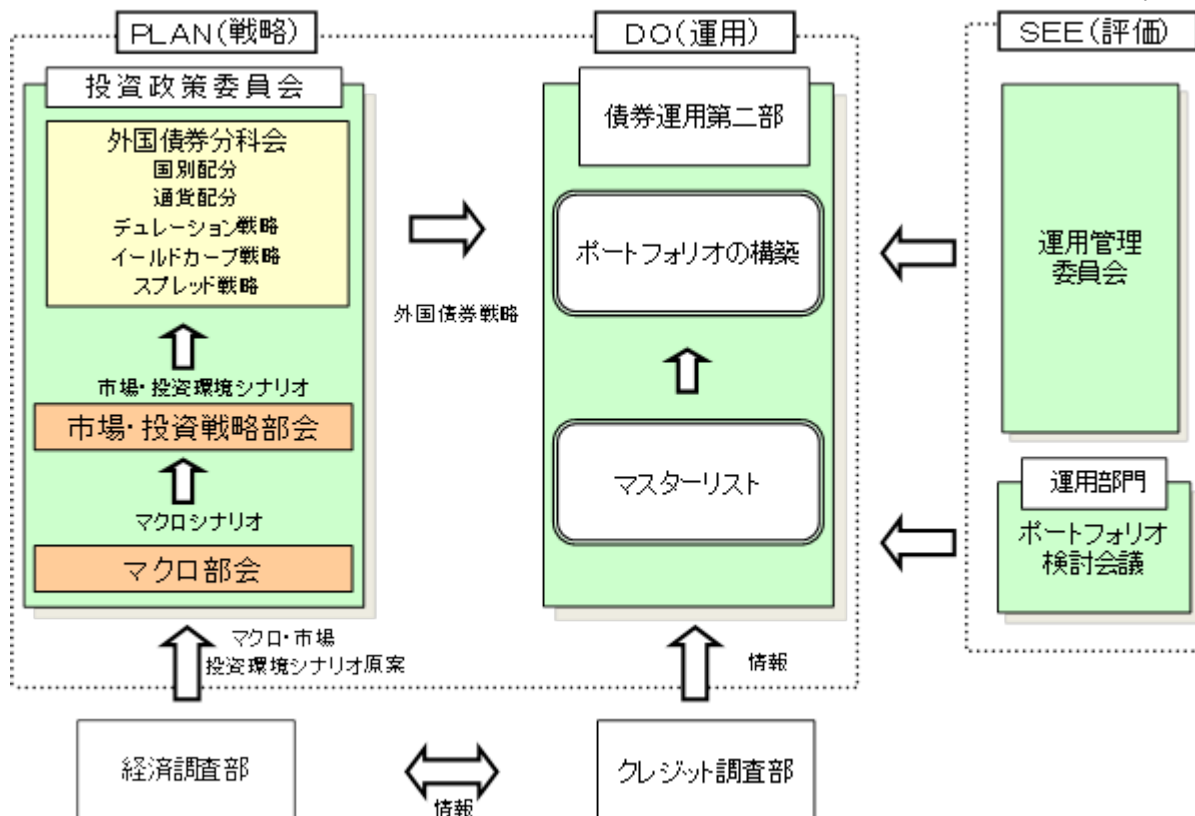 PLAN(戦略)
投資政策委員会
外国債券分科会
国別配分
通貨配分
デュレーション戦略
イールドカーブ戦略
スプレッド戦略
市場・投資環境シナリオ
市場・投資戦略部会
マクロシナリオ
マクロ部会
マクロ・市場
投資環境シナリオ原案
経済調査部
外国債券戦略
情報
DO(運用)
債券運用第二部
ポートフォリオの構築
マスターリスト
情報
クレジット調査部
SEE(評価)
運用管理
委員会
運用部門
ポートフォリオ
検討会議